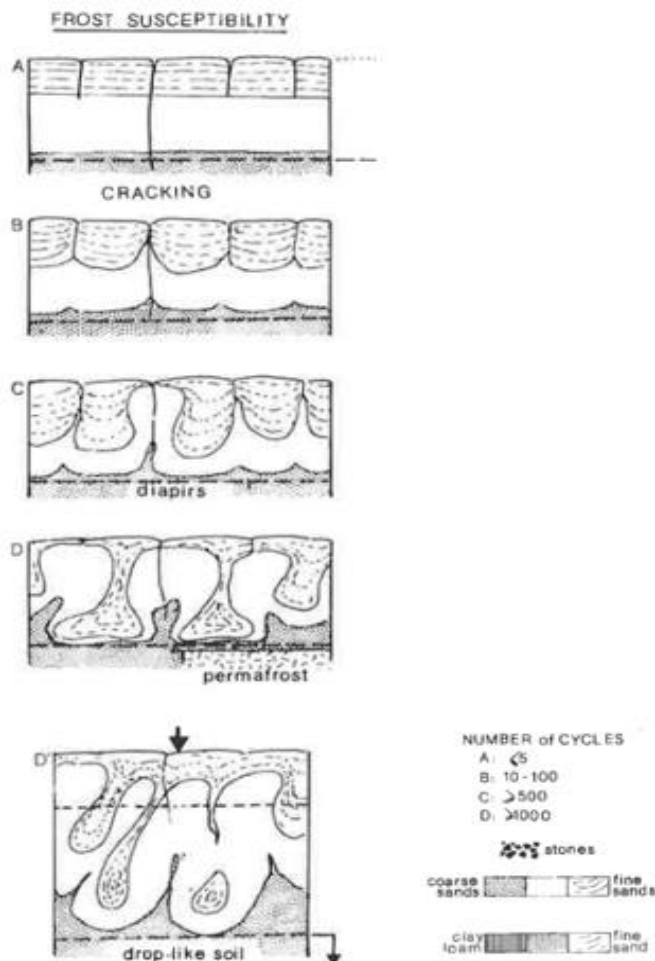 FROST SUSCEPTIBILITY
A
CRACKING
B
C
diapirs
D
permafrost
D'
drop-like soil
NUMBER of CYCLES
A: <5
B: 10-100
C: >500
D: >1000
stones
coarse sands
fine sands
clay loam
fine sand